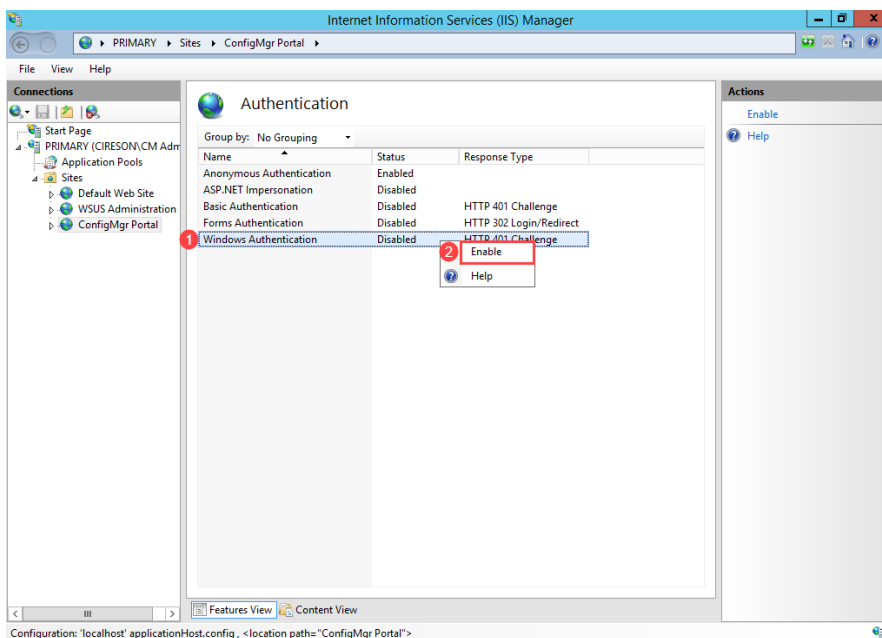 Internet Information Services (IIS) Manager
PRIMARY Sites ConfigMgr Portal
File View Help
Connections
Start Page
PRIMARY (CIRESON\CM Adm
Application Pools
Sites
Default Web Site
WSUS Administration
ConfigMgr Portal
Authentication
Group by: No Grouping
Name Status Response Type
Anonymous Authentication Enabled
ASP.NET Impersonation Disabled
Basic Authentication Disabled HTTP 401 Challenge
Forms Authentication Disabled HTTP 302 Login/Redirect
1 Windows Authentication Disabled HTTP 401 Challenge
2 Enable
Help
Features View Content View
Actions
Enable
Help
Configuration: 'localhost' applicationHost.config , <location path="ConfigMgr Portal">